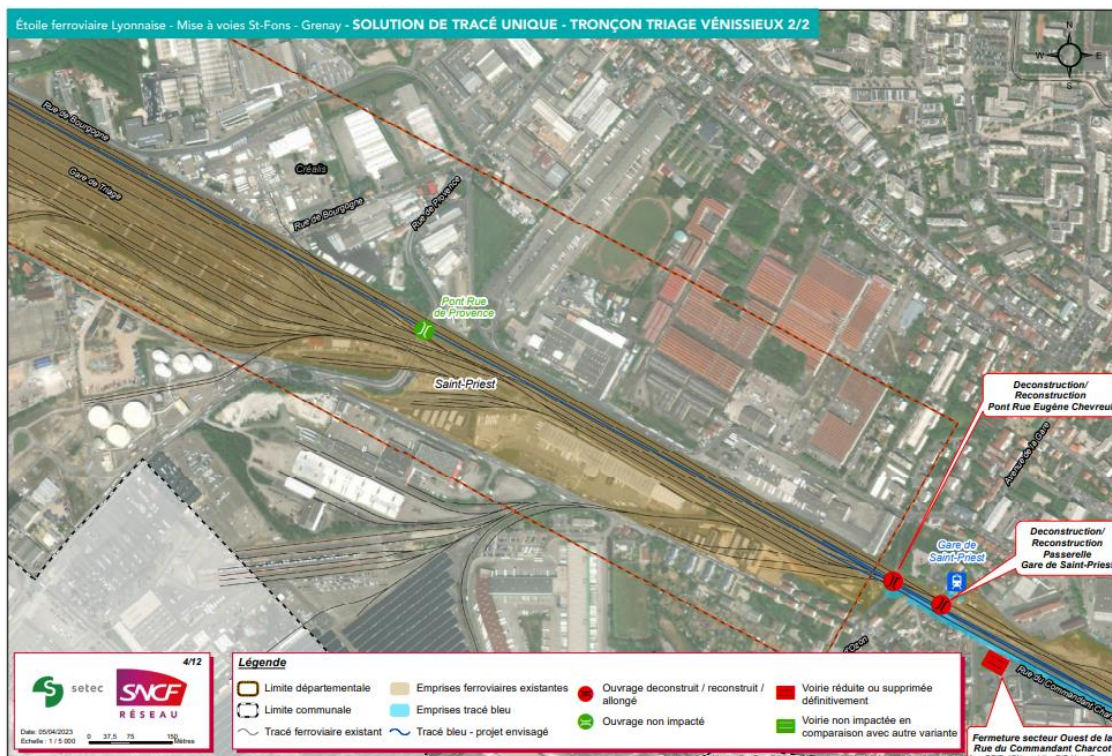 Étoile ferroviaire Lyonnaise - Mise à voies St-Fons - Grenay - SOLUTION DE TRACÉ UNIQUE - TRONÇON TRIAGE VÉNISSIEUX 2/2
N
W
E
S
Rue de Bourgogne
Gare de Triage
Créalis
Rue de Bourgogne
Rue de Provence
Pont Rue
de Provence
Saint-Priest
Deconstruction/
Reconstruction
Pont Rue Eugène Chevreul
Avenue de la Gare
Deconstruction/
Reconstruction
Passerelle
Gare de Saint-Priest
Gare de
Saint-Priest
Rue du Commandant
4/12
setec
SNCF
RÉSEAU
Date: 05/04/2023
Echelle : 1 / 5 000
0 37,5 75 150
Mètres
Légende
Limite départementale
Limite communale
Tracé ferroviaire existant
Emprises ferroviaires existantes
Emprises tracé bleu
Tracé bleu - projet envisagé
Ouvrage deconstruit / reconstruit /
allongé
Ouvrage non impacté
Voirie réduite ou supprimée
définitivement
Voirie non impactée en
comparaison avec autre variante
Fermeture secteur Ouest de la
Rue du Commandant Charcot